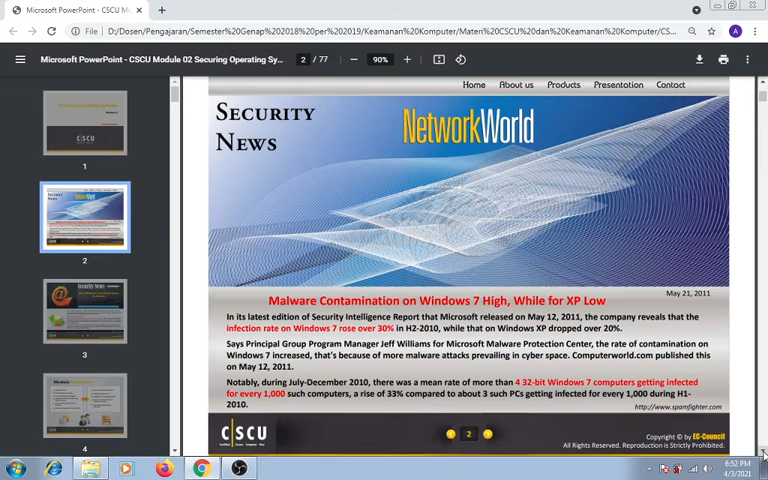 Microsoft PowerPoint - CSCU M
File
D:/Dosen/Pengajaran/Semester%20Genap%202018%20per%202019/Keamanan%20Komputer/Materi%20CSCU%20dan%20Keamanan%20Komputer/CS...
A
Microsoft PowerPoint - CSCU Module 02 Securing Operating Sy...
2 / 77
90%
Home About us Products Presentation Contact
SECURITY
NEWS
NetworkWorld
1
2
3
4
May 21, 2011
Malware Contamination on Windows 7 High, While for XP Low
In its latest edition of Security Intelligence Report that Microsoft released on May 12, 2011, the company reveals that the
infection rate on Windows 7 rose over 30% in H2-2010, while that on Windows XP dropped over 20%.
Says Principal Group Program Manager Jeff Williams for Microsoft Malware Protection Center, the rate of contamination on
Windows 7 increased, that's because of more malware attacks prevailing in cyber space. Computerworld.com published this
on May 12, 2011.
Notably, during July-December 2010, there was a mean rate of more than 4 32-bit Windows 7 computers getting infected
for every 1,000 such computers, a rise of 33% compared to about 3 such PCs getting infected for every 1,000 during H1-
2010.
http://www.spamfighter.com
CSCU
2
Copyright © by EC-Council
All Rights Reserved. Reproduction is Strictly Prohibited.
6:52 PM
4/3/2021